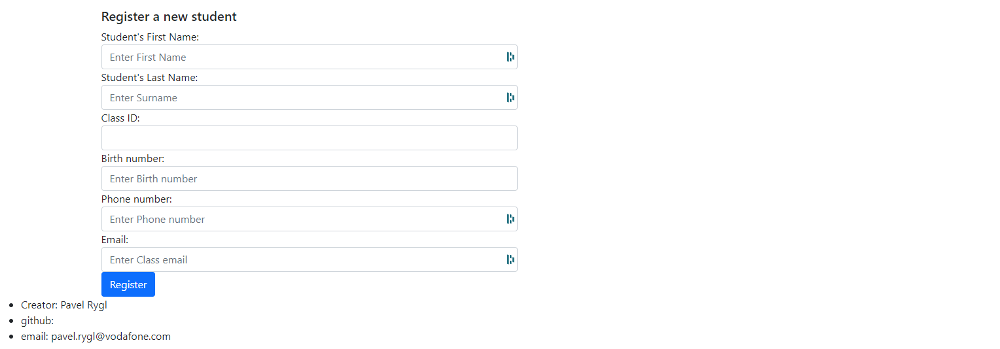 Register a new student
Student's First Name:
Enter First Name
Student's Last Name:
Enter Surname
Class ID:
Birth number:
Enter Birth number
Phone number:
Enter Phone number
Email:
Enter Class email
Register
Creator: Pavel Rygl
github:
email: pavel.rygl@vodafone.com